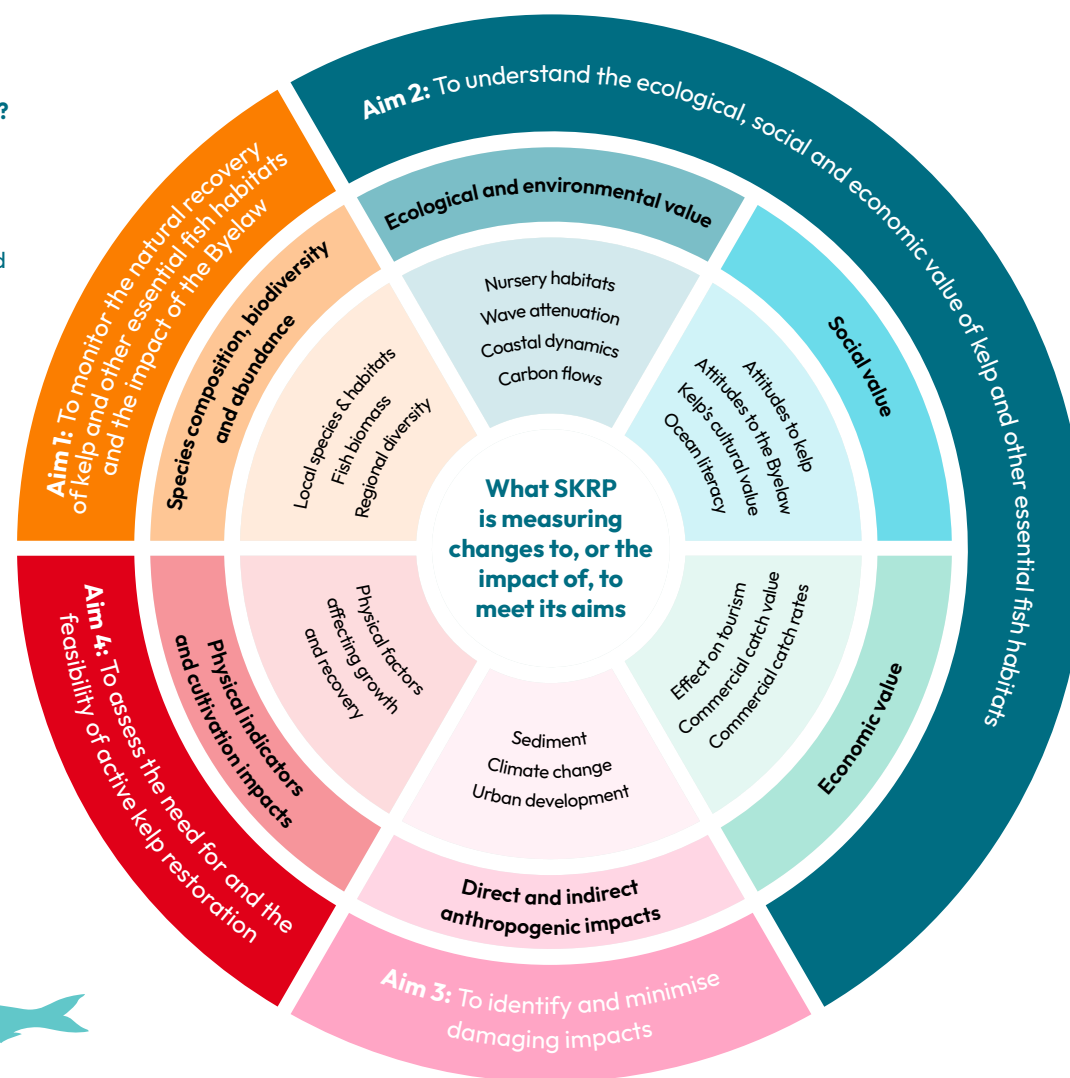 ?
d
What SKRP
is measuring
changes to, or the
impact of, to
meet its aims
Aim 1: To monitor the natural recovery
of kelp and other essential fish habitats
and the impact of the Byelaw
Species composition, biodiversity
and abundance
Local species & habitats
Fish biomass
Regional diversity
Aim 2: To understand the ecological, social and economic value of kelp and other essential fish habitats
Ecological and environmental value
Nursery habitats
Wave attenuation
Coastal dynamics
Carbon flows
Social value
Attitudes to kelp
Attitudes to the Byelaw
Kelp's cultural value
Ocean literacy
Economic value
Effect on tourism
Commercial catch value
Commercial catch rates
Aim 3: To identify and minimise
damaging impacts
Direct and indirect
anthropogenic impacts
Sediment
Climate change
Urban development
Aim 4: To assess the need for and the
feasibility of active kelp restoration
Physical indicators
and cultivation impacts
Physical factors
affecting growth
and recovery